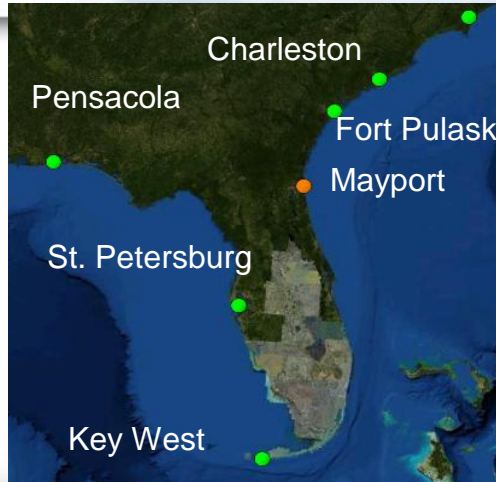 Charleston
Pensacola
Fort Pulask
Mayport
St. Petersburg
Key West